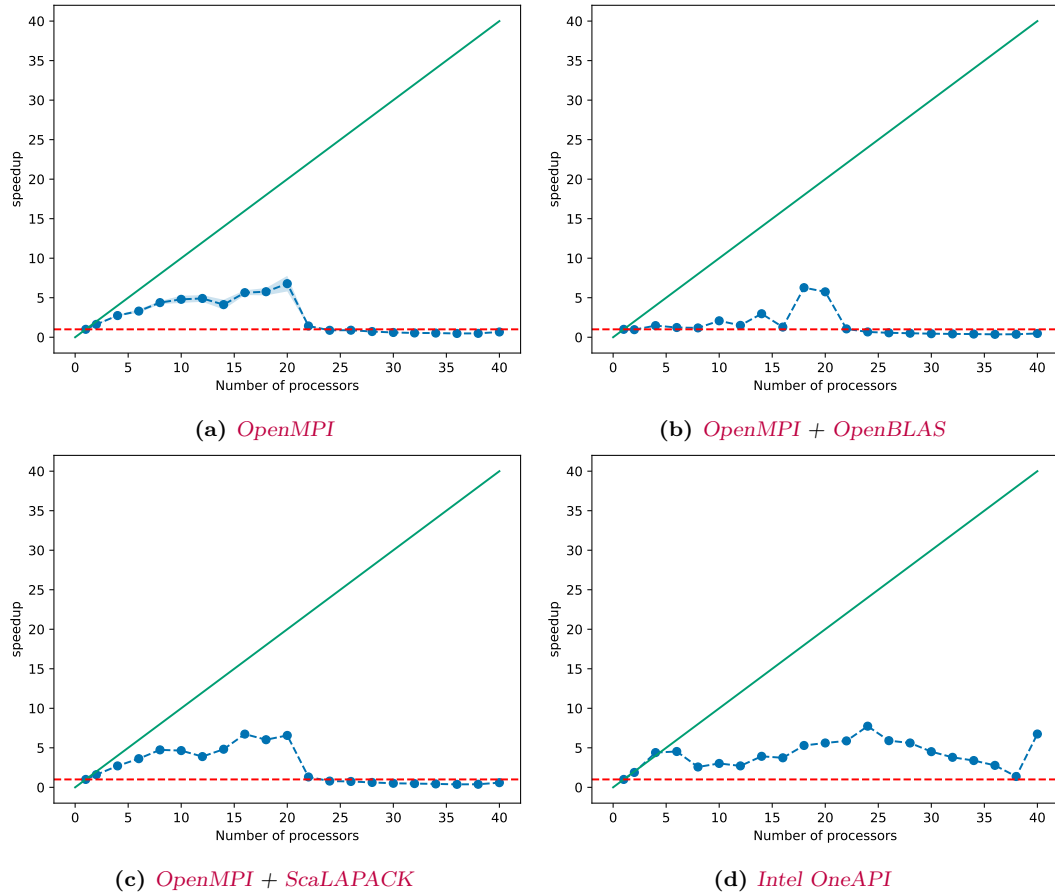 40
35
30
25
20
15
10
5
0
speedup
0 5 10 15 20 25 30 35 40
Number of processors
(a) OpenMPI
40
35
30
25
20
15
10
5
0
speedup
0 5 10 15 20 25 30 35 40
Number of processors
(b) OpenMPI + OpenBLAS
40
35
30
25
20
15
10
5
0
speedup
0 5 10 15 20 25 30 35 40
Number of processors
(c) OpenMPI + ScaLAPACK
40
35
30
25
20
15
10
5
0
speedup
0 5 10 15 20 25 30 35 40
Number of processors
(d) Intel OneAPI